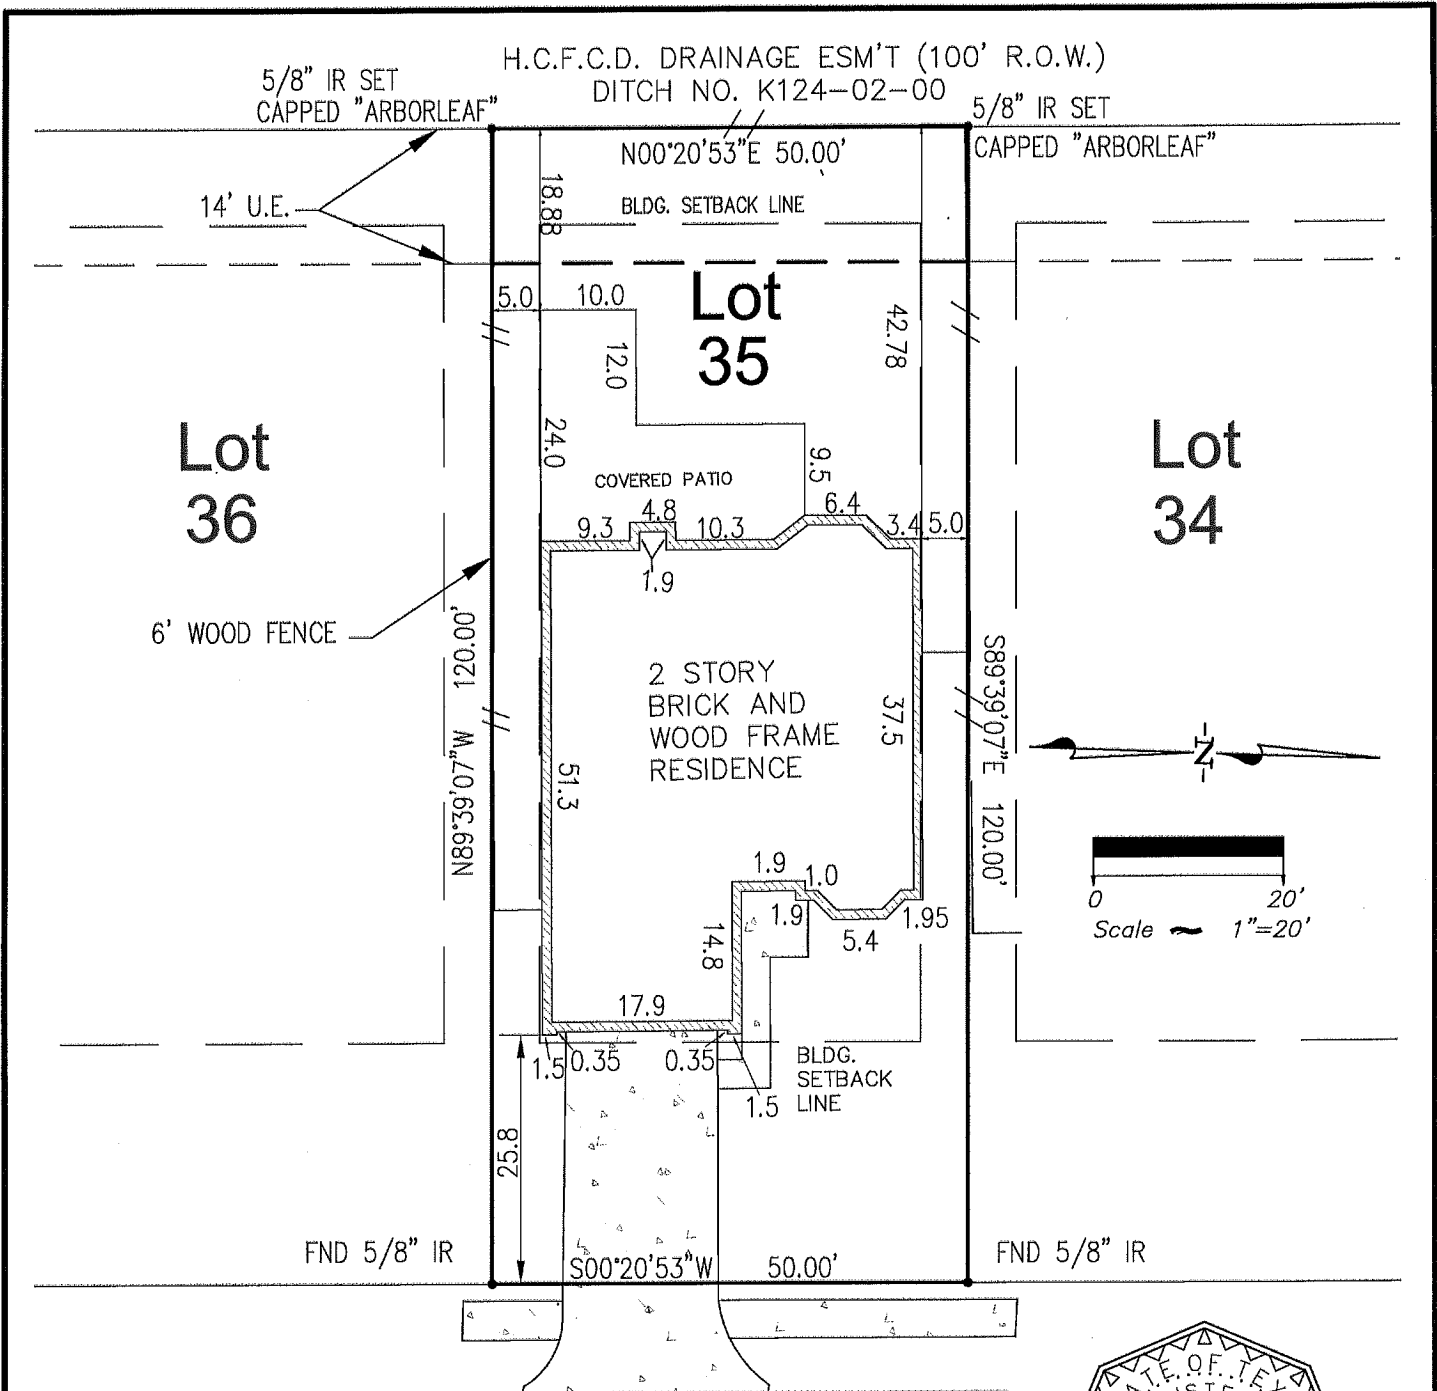 H.C.F.C.D. DRAINAGE ESM'T (100' R.O.W.)
DITCH NO. K124-02-00
5/8" IR SET
CAPPED "ARBORLEAF"
5/8" IR SET
CAPPED "ARBORLEAF"
N00°20'53"E 50.00'
14' U.E.
18.88
BLDG. SETBACK LINE
5.0
10.0
Lot
35
42.78
12.0
Lot
36
24.0
COVERED PATIO
9.5
Lot
34
9.3
4.8
10.3
6.4
3.4
5.0
1.9
6' WOOD FENCE
N89°39'07"W 120.00'
2 STORY
BRICK AND
WOOD FRAME
RESIDENCE
37.5
S89°39'07"E 120.00'
51.3
N
0 20'
Scale ~ 1"=20'
1.9
1.0
1.9
5.4
1.95
14.8
17.9
1.5
0.35
0.35
1.5
BLDG.
SETBACK
LINE
25.8
FND 5/8" IR
S00°20'53"W 50.00'
FND 5/8" IR